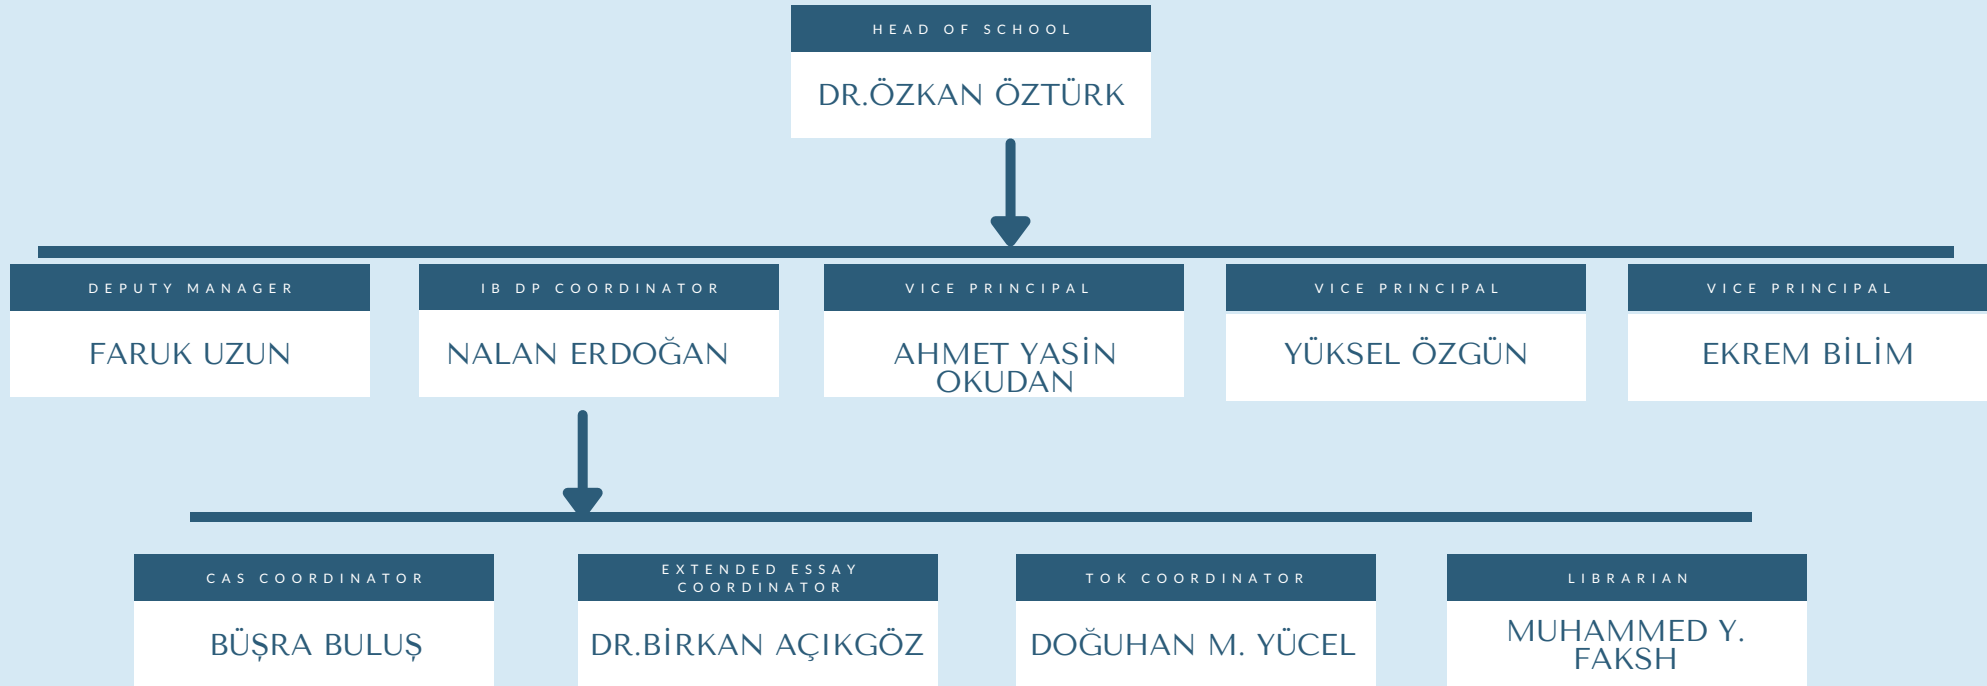 HEAD OF SCHOOL
DR.ÖZKAN ÖZTÜRK
DEPUTY MANAGER
FARUK UZUN
IB DP COORDINATOR
NALAN ERDOĞAN
VICE PRINCIPAL
AHMET YASİN
OKUDAN
VICE PRINCIPAL
YÜKSEL ÖZGÜN
VICE PRINCIPAL
EKREM BİLİM
CAS COORDINATOR
BÜŞRA BULUŞ
EXTENDED ESSAY
COORDINATOR
DR.BİRKAN AÇIKGÖZ
TOK COORDINATOR
DOĞUHAN M. YÜCEL
LIBRARIAN
MUHAMMED Y.
FAKSH